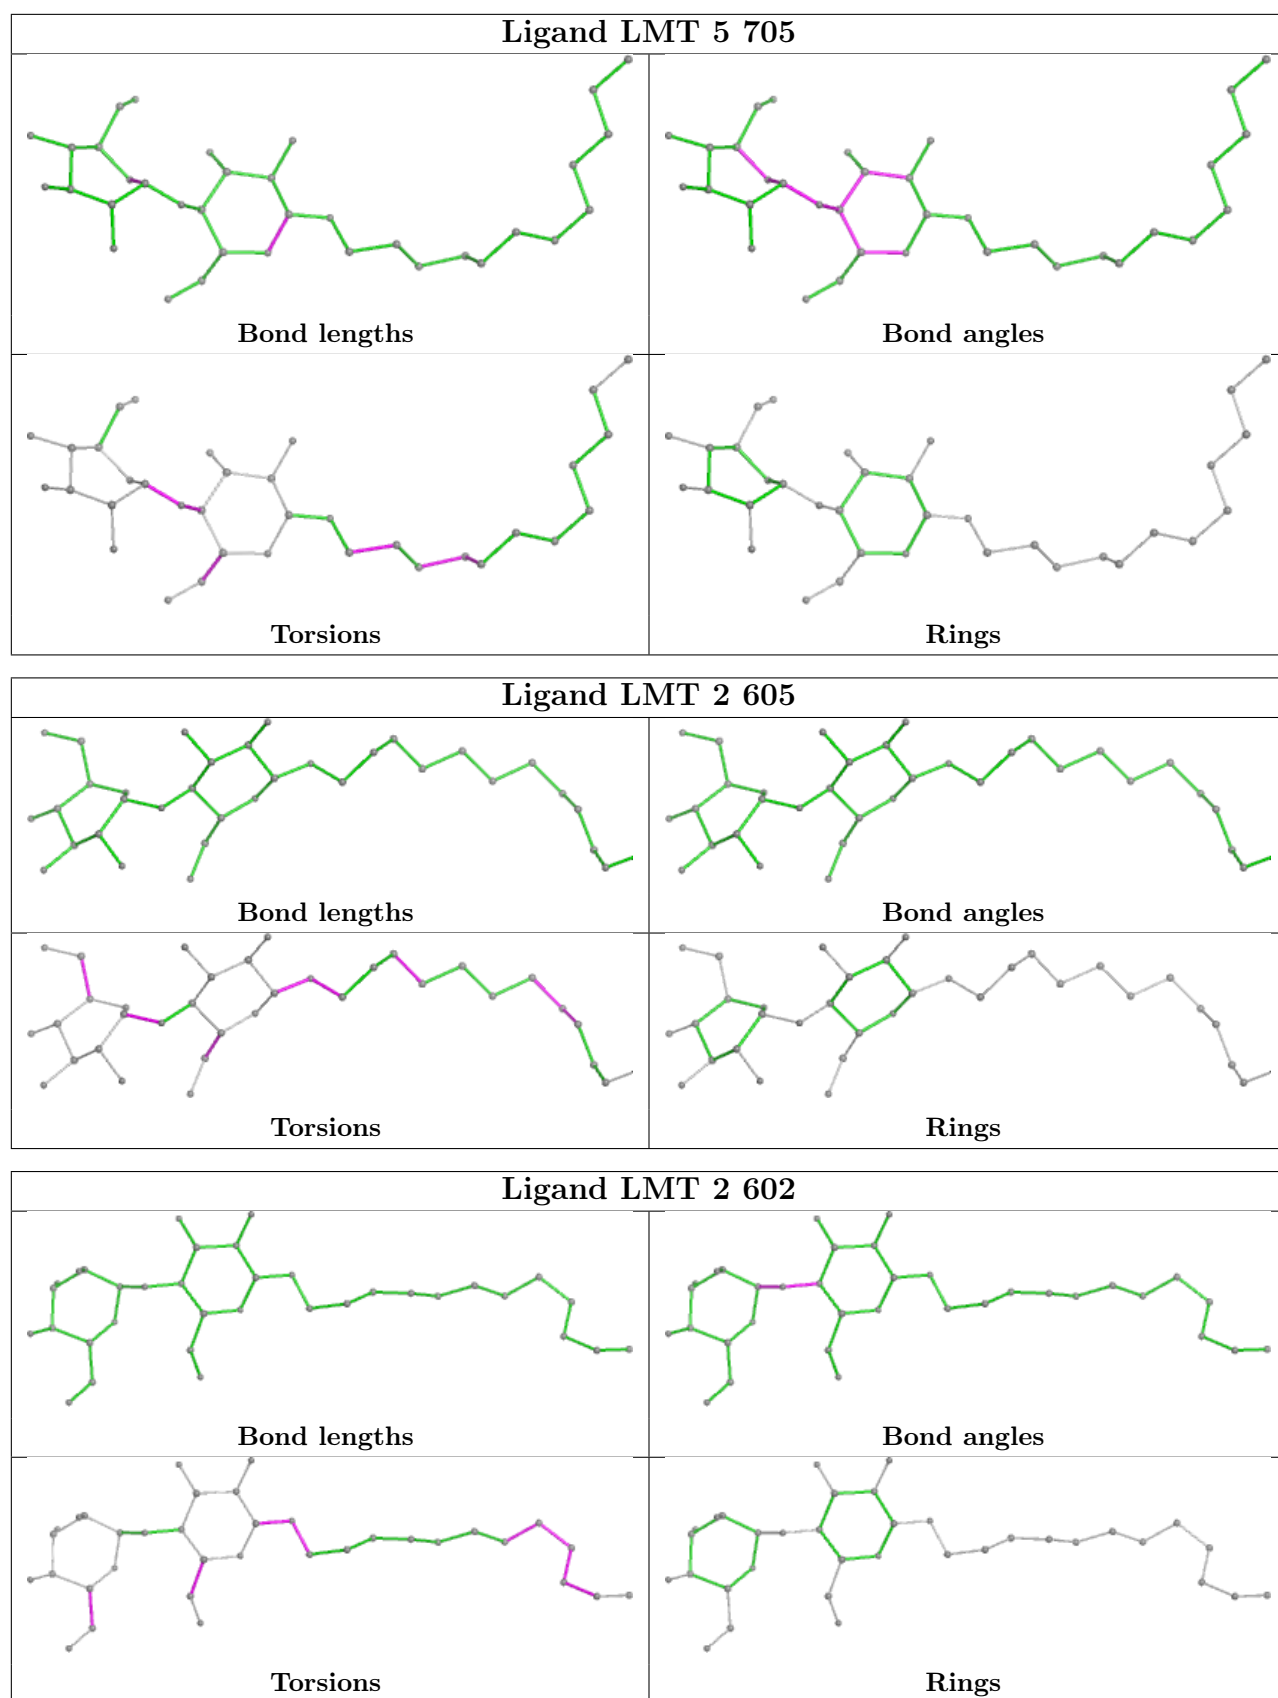 Ligand LMT 5 705
Bond lengths
Bond angles
Torsions
Rings
Ligand LMT 2 605
Bond lengths
Bond angles
Torsions
Rings
Ligand LMT 2 602
Bond lengths
Bond angles
Torsions
Rings